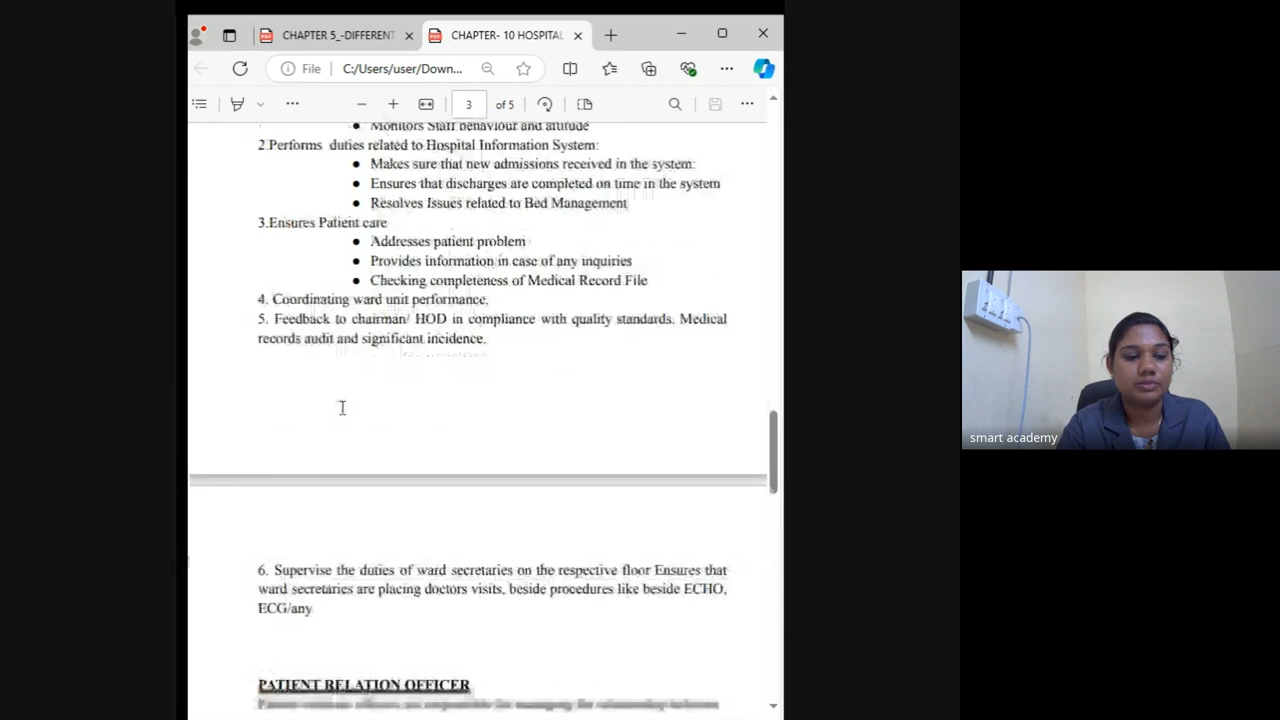 CHAPTER 5_-DIFFERENT
CHAPTER- 10 HOSPITAL
File
C:/Users/user/Down...
3 of 5
Monitors Staff behaviour and attitude
2.Performs duties related to Hospital Information System:
● Makes sure that new admissions received in the system:
● Ensures that discharges are completed on time in the system
● Resolves Issues related to Bed Management
3.Ensures Patient care
● Addresses patient problem
● Provides information in case of any inquiries
● Checking completeness of Medical Record File
4. Coordinating ward unit performance.
5. Feedback to chairman/ HOD in compliance with quality standards. Medical
records audit and significant incidence.
6. Supervise the duties of ward secretaries on the respective floor Ensures that
ward secretaries are placing doctors visits, beside procedures like beside ECHO,
ECG/any
PATIENT RELATION OFFICER
smart academy